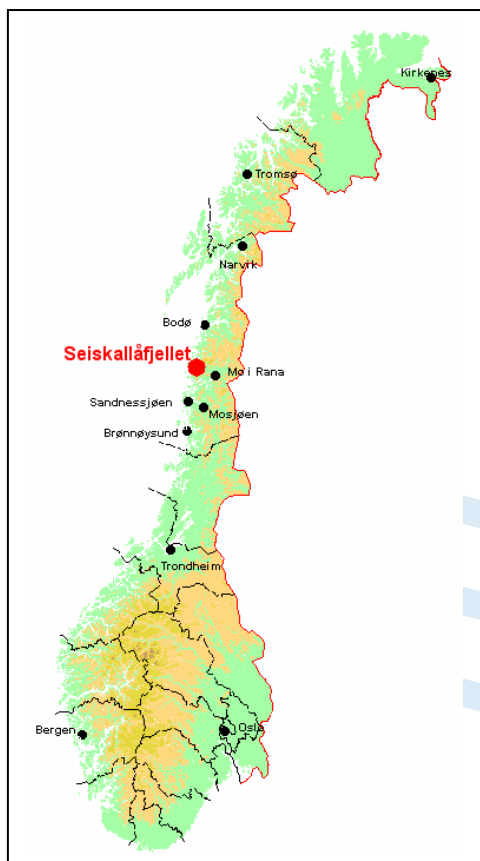 Kirkenes
Tromsø
Narvik
Bodø
Seiskallåfjellet
Mo i Rana
Sandnessjøen
Mosjøen
Brønnøysund
Trondheim
Bergen
Oslo